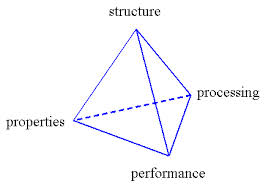 structure
processing
properties
performance